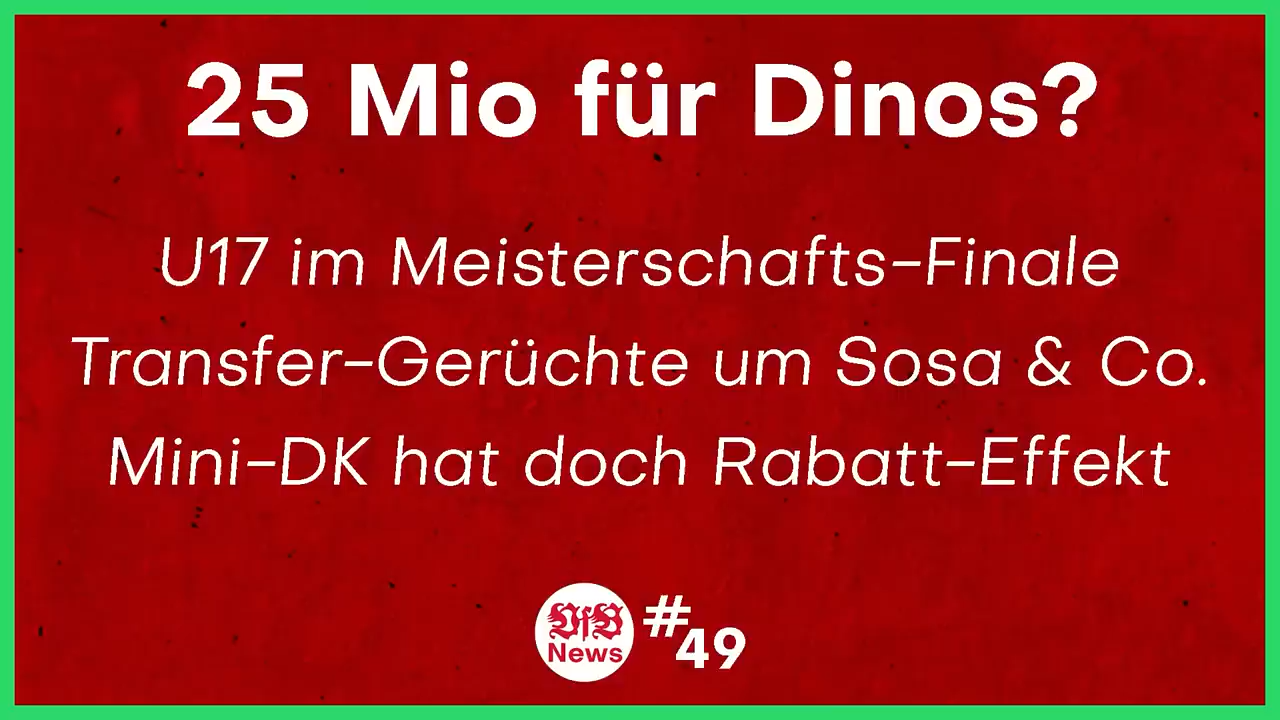 25 Mio für Dinos?
U17 im Meisterschafts-Finale
Transfer-Gerüchte um Sosa & Co.
Mini-DK hat doch Rabatt-Effekt
VfB
News
#49